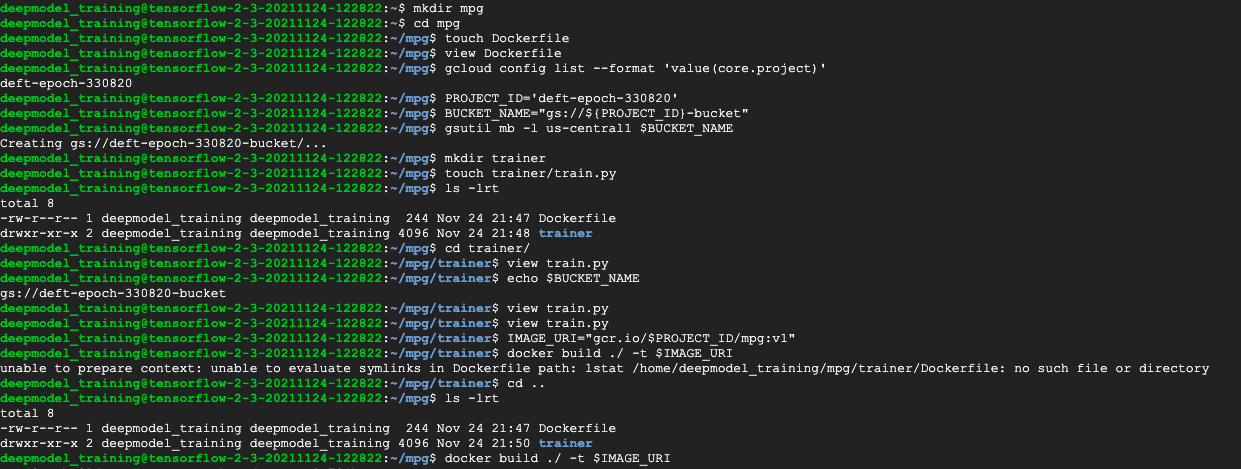 deepmodel_training@tensorflow-2-3-20211124-122822:~$ mkdir mpg
deepmodel_training@tensorflow-2-3-20211124-122822:~$ cd mpg
deepmodel_training@tensorflow-2-3-20211124-122822:~/mpg$ touch Dockerfile
deepmodel_training@tensorflow-2-3-20211124-122822:~/mpg$ view Dockerfile
deepmodel_training@tensorflow-2-3-20211124-122822:~/mpg$ gcloud config list --format 'value(core.project)'
deft-epoch-330820
deepmodel_training@tensorflow-2-3-20211124-122822:~/mpg$ PROJECT_ID='deft-epoch-330820'
deepmodel_training@tensorflow-2-3-20211124-122822:~/mpg$ BUCKET_NAME="gs://${PROJECT_ID}-bucket"
deepmodel_training@tensorflow-2-3-20211124-122822:~/mpg$ gsutil mb -l us-central1 $BUCKET_NAME
Creating gs://deft-epoch-330820-bucket/...
deepmodel_training@tensorflow-2-3-20211124-122822:~/mpg$ mkdir trainer
deepmodel_training@tensorflow-2-3-20211124-122822:~/mpg$ touch trainer/train.py
deepmodel_training@tensorflow-2-3-20211124-122822:~/mpg$ ls -lrt
total 8
-rw-r--r-- 1 deepmodel_training deepmodel_training  244 Nov 24 21:47 Dockerfile
drwxr-xr-x 2 deepmodel_training deepmodel_training 4096 Nov 24 21:48 trainer
deepmodel_training@tensorflow-2-3-20211124-122822:~/mpg$ cd trainer/
deepmodel_training@tensorflow-2-3-20211124-122822:~/mpg/trainer$ view train.py
deepmodel_training@tensorflow-2-3-20211124-122822:~/mpg/trainer$ echo $BUCKET_NAME
gs://deft-epoch-330820-bucket
deepmodel_training@tensorflow-2-3-20211124-122822:~/mpg/trainer$ view train.py
deepmodel_training@tensorflow-2-3-20211124-122822:~/mpg/trainer$ view train.py
deepmodel_training@tensorflow-2-3-20211124-122822:~/mpg/trainer$ IMAGE_URI="gcr.io/$PROJECT_ID/mpg:v1"
deepmodel_training@tensorflow-2-3-20211124-122822:~/mpg/trainer$ docker build ./ -t $IMAGE_URI
unable to prepare context: unable to evaluate symlinks in Dockerfile path: lstat /home/deepmodel_training/mpg/trainer/Dockerfile: no such file or directory
deepmodel_training@tensorflow-2-3-20211124-122822:~/mpg/trainer$ cd ..
deepmodel_training@tensorflow-2-3-20211124-122822:~/mpg$ ls -lrt
total 8
-rw-r--r-- 1 deepmodel_training deepmodel_training  244 Nov 24 21:47 Dockerfile
drwxr-xr-x 2 deepmodel_training deepmodel_training 4096 Nov 24 21:50 trainer
deepmodel_training@tensorflow-2-3-20211124-122822:~/mpg$ docker build ./ -t $IMAGE_URI